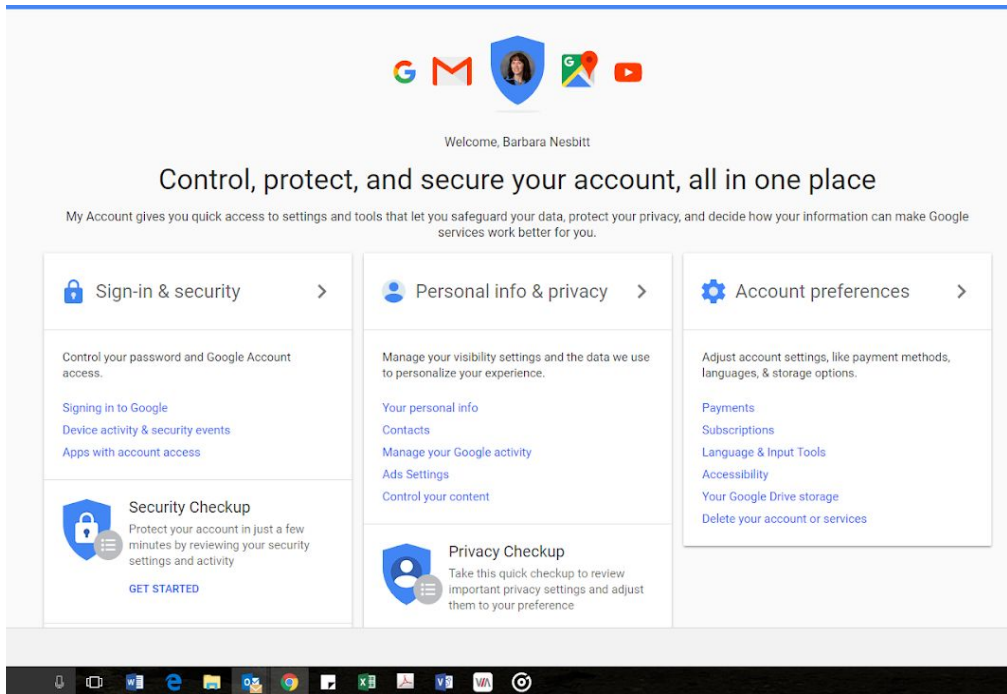 Welcome, Barbara Nesbitt
Control, protect, and secure your account, all in one place
My Account gives you quick access to settings and tools that let you safeguard your data, protect your privacy, and decide how your information can make Google
services work better for you.
Sign-in & security
Control your password and Google Account
access.
Signing in to Google
Device activity & security events
Apps with account access
Security Checkup
Protect your account in just a few
minutes by reviewing your security
settings and activity
GET STARTED
Personal info & privacy
Manage your visibility settings and the data we use
to personalize your experience.
Your personal info
Contacts
Manage your Google activity
Ads Settings
Control your content
Privacy Checkup
Take this quick checkup to review
important privacy settings and adjust
them to your preference
Account preferences
Adjust account settings, like payment methods,
languages, & storage options.
Payments
Subscriptions
Language & Input Tools
Accessibility
Your Google Drive storage
Delete your account or services